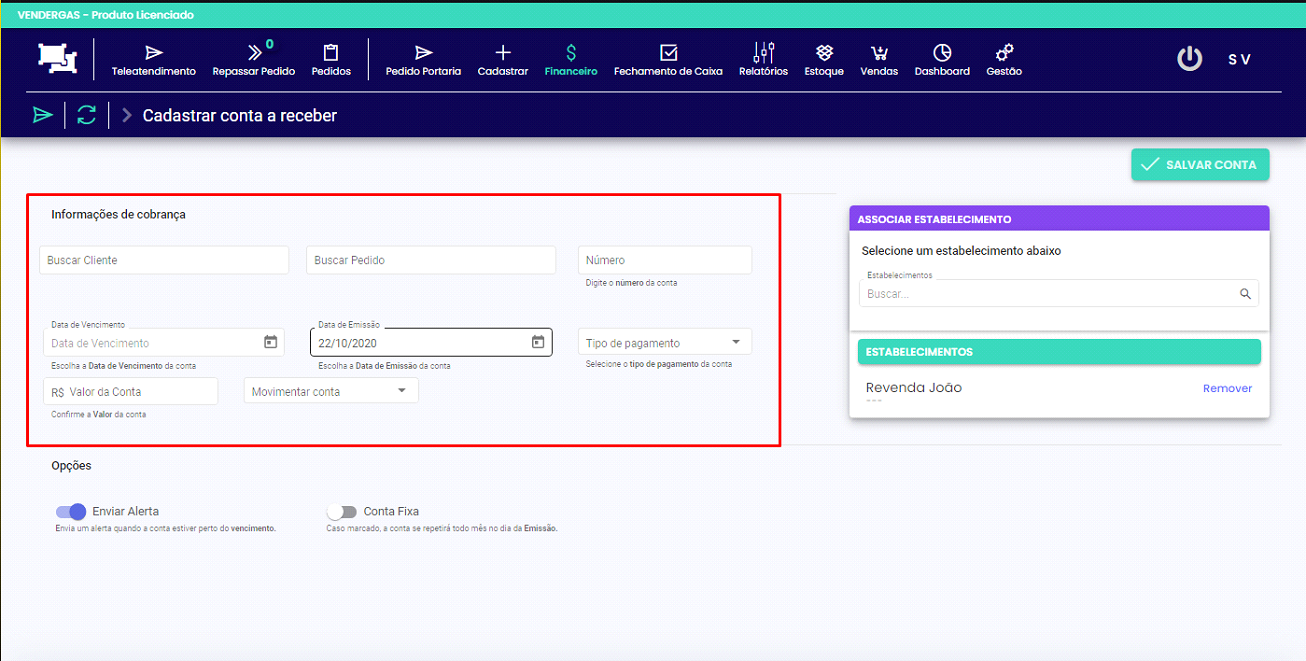 VENDERGAS - Produto Licenciado
0
Teleatendimento Repassar Pedido Pedidos Pedido Portaria Cadastrar Financeiro Fechamento de Caixa Relatórios Estoque Vendas Dashboard Gestão S V
Cadastrar conta a receber
SALVAR CONTA
Informações de cobrança
Buscar Cliente Buscar Pedido Número
Digite o número da conta
Data de Vencimento Data de Emissão
Data de Vencimento 22/10/2020 Tipo de pagamento
Escolha a Data de Vencimento da conta Escolha a Data de Emissão da conta Selecione o tipo de pagamento da conta
R$ Valor da Conta Movimentar conta
Confirme a Valor da conta
ASSOCIAR ESTABELECIMENTO
Selecione um estabelecimento abaixo
Estabelecimentos
Buscar...
ESTABELECIMENTOS
Revenda João Remover
---
Opções
Enviar Alerta Conta Fixa
Envia um alerta quando a conta estiver perto do vencimento. Caso marcado, a conta se repetirá todo mês no dia da Emissão.